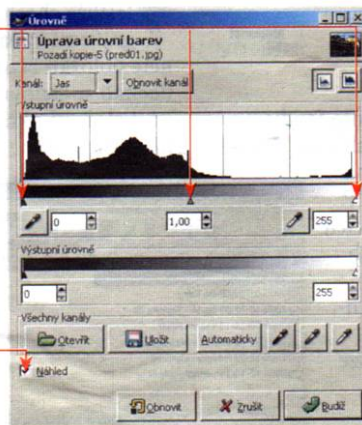 Úrovně
Úprava úrovní barev
Pozadí kopie-5 (pred01.jpg)
Kanál: Jas Obnovit kanál
Vstupní úrovně
0 1,00 255
Výstupní úrovně
0 255
Všechny kanály
Otevřít Uložit Automaticky
Náhled
Obnovit Zrušit Budiž